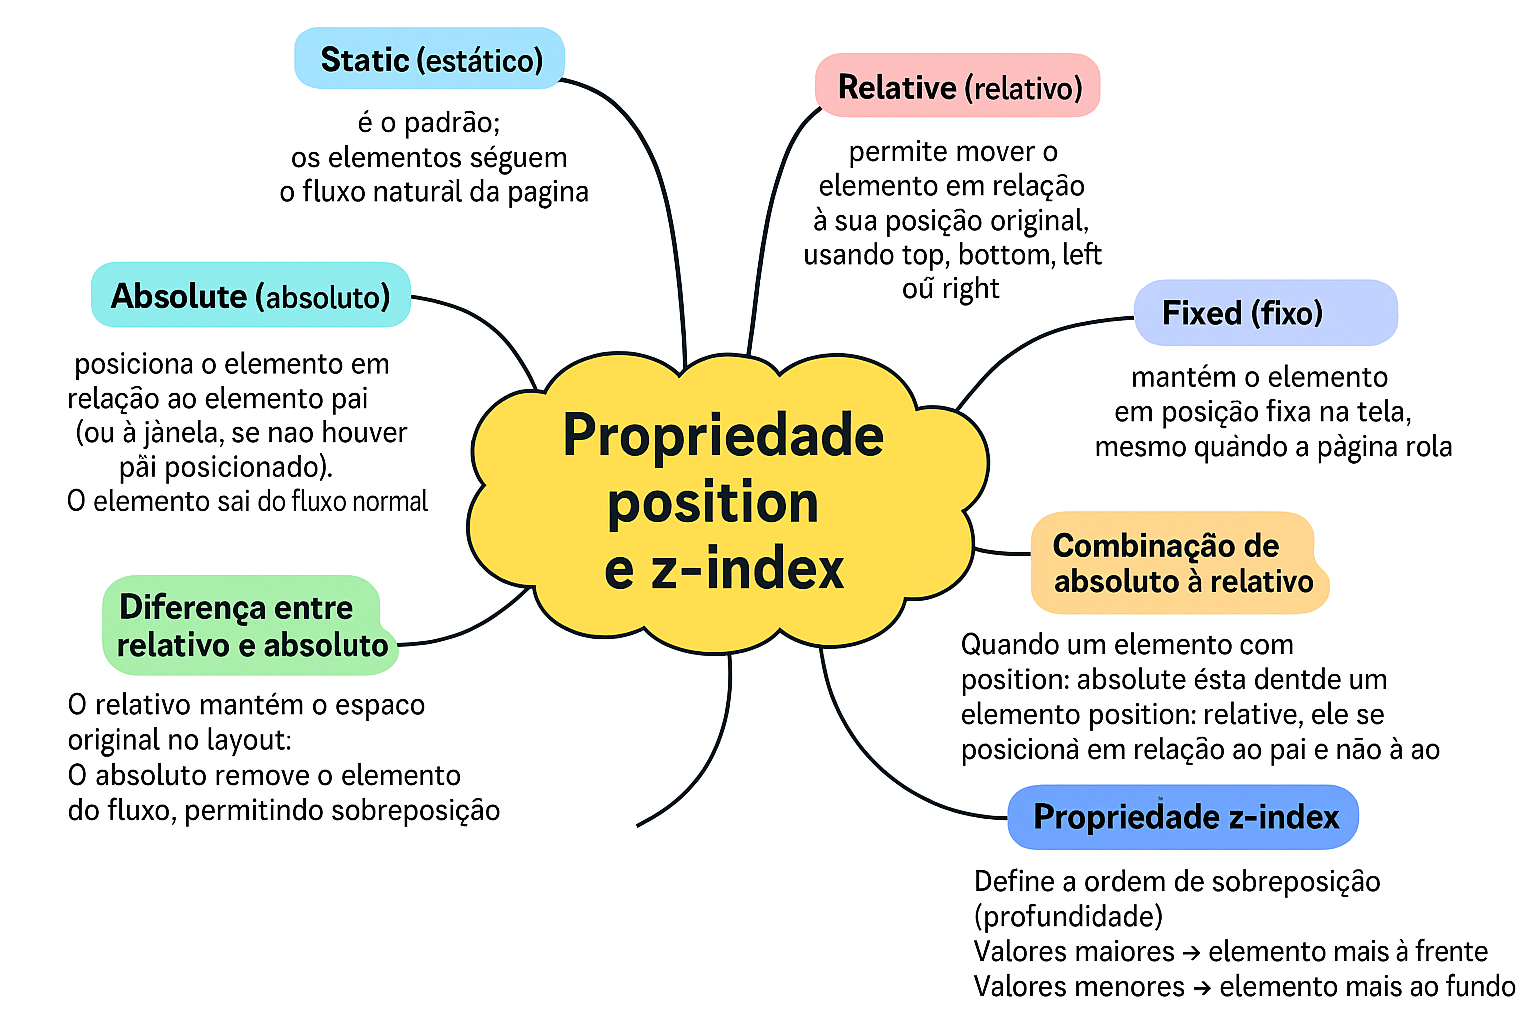 Static (estático)
é o padrão;
os elementos séguem
o fluxo naturàl da pagina
Relative (relativo)
permite mover o
elemento em relação
à sua posição original,
usando top, bottom, left
oű right
Absolute (absoluto)
posiciona o elemento em
relação ao elemento pai
(ou à jànela, se nao houver
pãi posicionado).
O elemento sai do fluxo normal
Fixed (fixo)
mantém o elemento
em posição fixa na tela,
mesmo quàndo a pàgina rola
Propriedade
position
e z-index
Combinação de
absoluto à relativo
Quando um elemento com
position: absolute ésta dentde um
elemento position: relative, ele se
posicionà em relação ao pai e não à ao
Diferença entre
relativo e absoluto
O relativo mantém o espaco
original no layout:
O absoluto remove o elemento
do fluxo, permitindo sobreposição
Propriedade z-index
Define a ordem de sobreposição
(profundidade)
Valores maiores → elemento mais à frente
Valores menores → elemento mais ao fundo